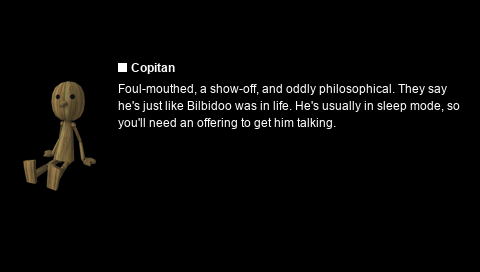 Copitan
Foul-mouthed, a show-off, and oddly philosophical. They say
he's just like Bilbidoo was in life. He's usually in sleep mode, so
you'll need an offering to get him talking.